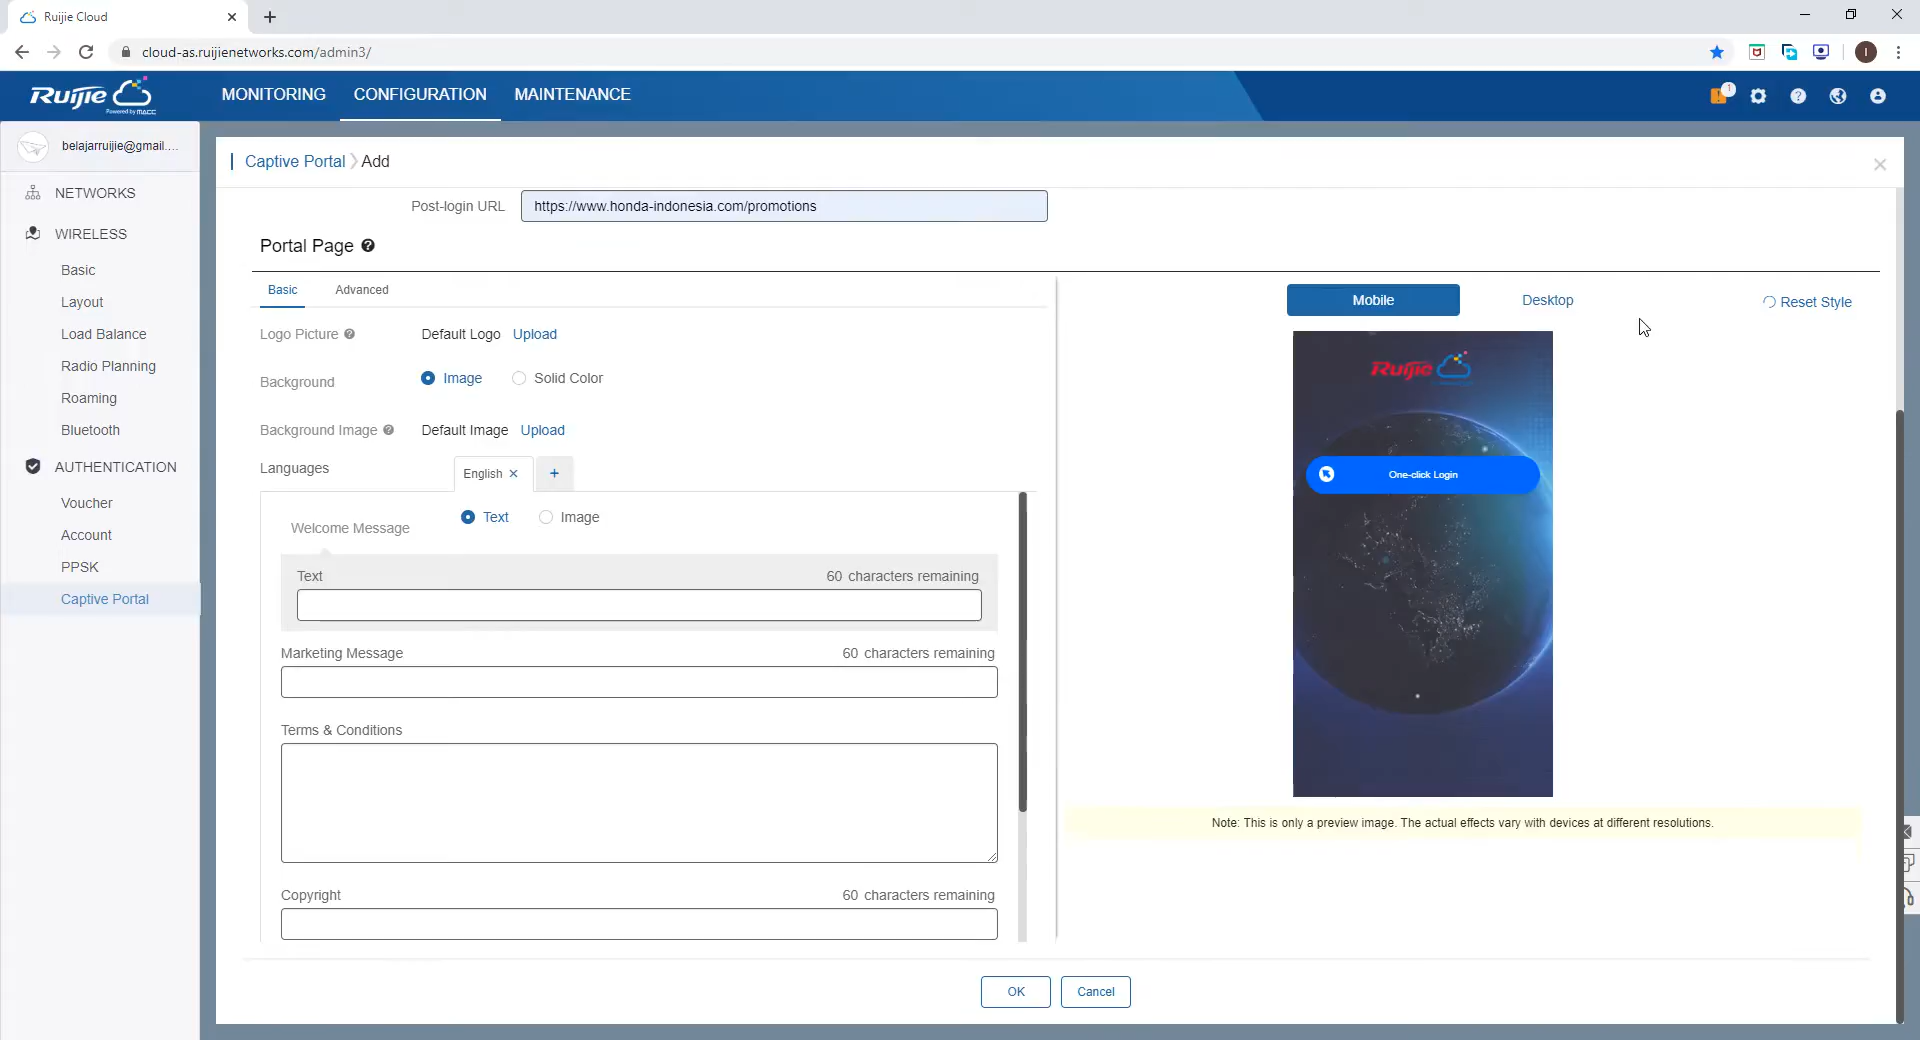 Ruijie Cloud
cloud-as.ruijienetworks.com/admin3/
I
Ruijie
Powered by MACC
MONITORING
CONFIGURATION
MAINTENANCE
1
belajarruijie@gmail....
NETWORKS
WIRELESS
Basic
Layout
Load Balance
Radio Planning
Roaming
Bluetooth
AUTHENTICATION
Voucher
Account
PPSK
Captive Portal
Captive Portal Add
Post-login URL https://www.honda-indonesia.com/promotions
Portal Page
Basic Advanced
Logo Picture Default Logo Upload
Background Image Solid Color
Background Image Default Image Upload
Languages English +
Welcome Message Text Image
Text 60 characters remaining
Marketing Message 60 characters remaining
Terms & Conditions
Copyright 60 characters remaining
Mobile Desktop Reset Style
Ruijie
One-click Login
Note: This is only a preview image. The actual effects vary with devices at different resolutions.
OK Cancel